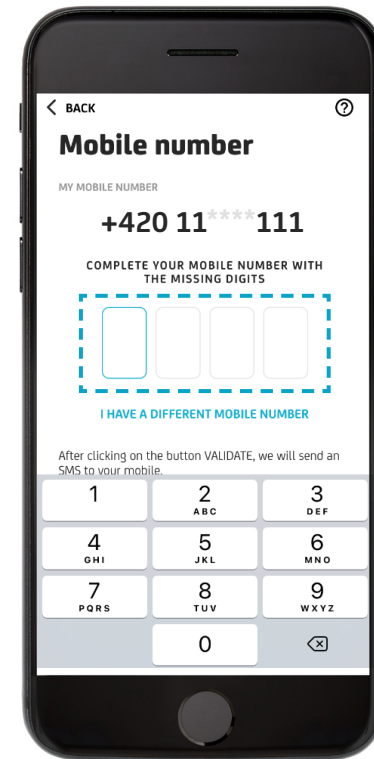 BACK
Mobile number
MY MOBILE NUMBER
+420 11****111
COMPLETE YOUR MOBILE NUMBER WITH
THE MISSING DIGITS
I HAVE A DIFFERENT MOBILE NUMBER
After clicking on the button VALIDATE, we will send an
SMS to your mobile.
1 2 3
ABC DEF
4 5 6
GHI JKL MNO
7 8 9
PQRS TUV WXYZ
0